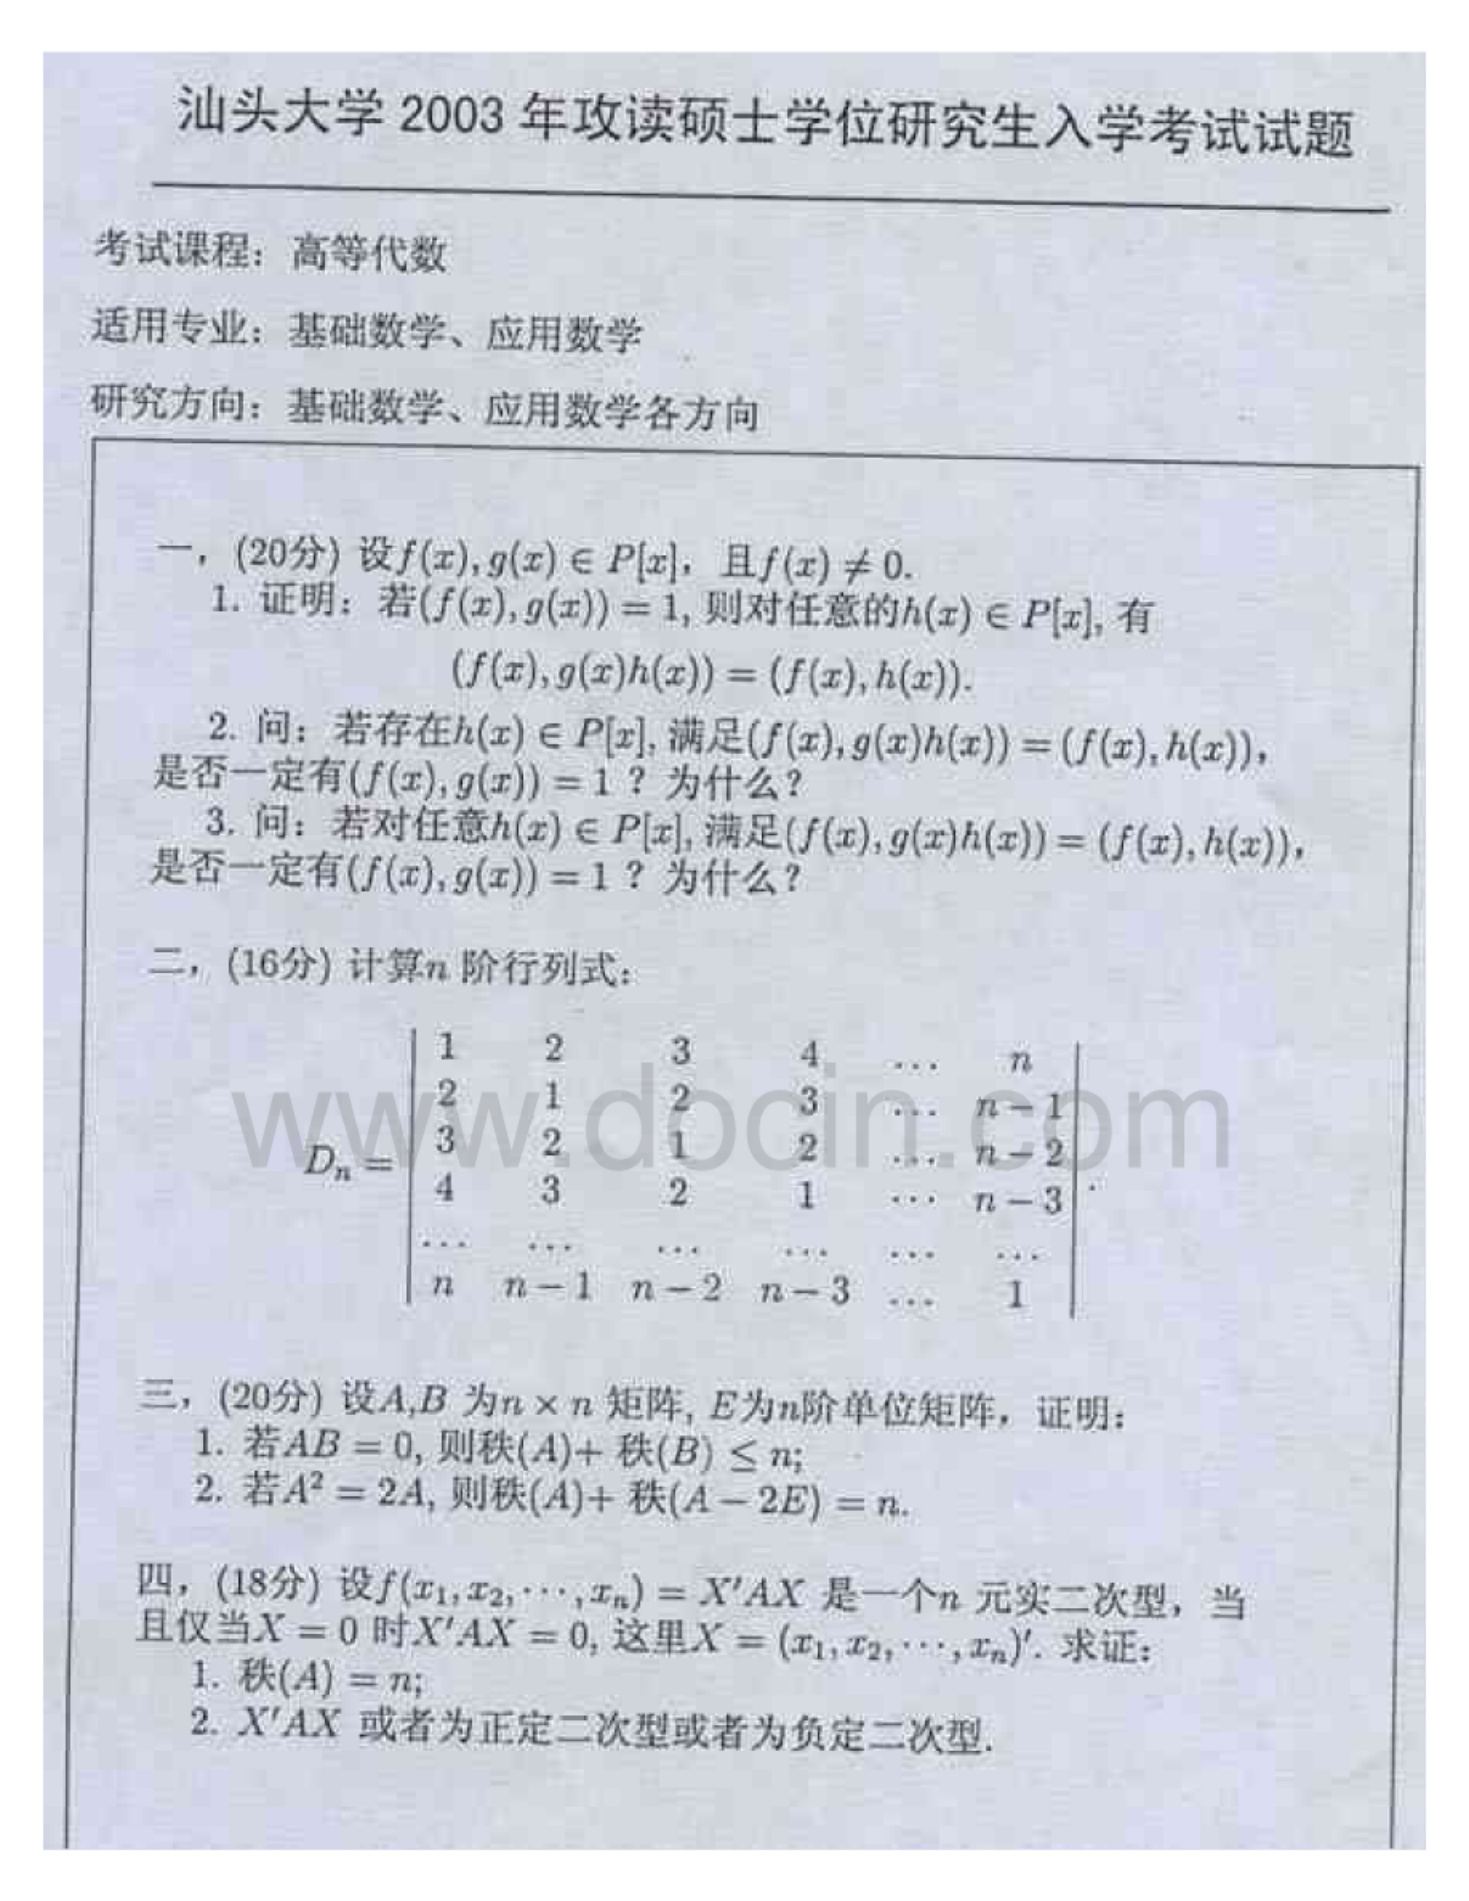 汕头大学 2003 年攻读硕士学位研究生入学考试试题
考试课程：高等代数
适用专业：基础数学、应用数学
研究方向：基础数学、应用数学各方向
一，(20分) 设f(x), g(x) ∈ P[x]，且f(x) ≠ 0.
1. 证明：若(f(x), g(x)) = 1, 则对任意的h(x) ∈ P[x], 有
(f(x), g(x)h(x)) = (f(x), h(x)).
2. 问：若存在h(x) ∈ P[x], 满足(f(x), g(x)h(x)) = (f(x), h(x))，
是否一定有(f(x), g(x)) = 1？为什么？
3. 问：若对任意h(x) ∈ P[x], 满足(f(x), g(x)h(x)) = (f(x), h(x))，
是否一定有(f(x), g(x)) = 1？为什么？
二，(16分) 计算n 阶行列式：
1 2 3 4 … n
2 1 2 3 … n − 1
3 2 1 2 … n − 2
D_n =
4 3 2 1 … n − 3 .
… … … … … …
n n − 1 n − 2 n − 3 … 1
www.docin.com
三，(20分) 设A,B 为n × n 矩阵, E为n阶单位矩阵，证明：
1. 若AB = 0, 则秩(A)+ 秩(B) ≤ n;
2. 若A² = 2A, 则秩(A)+ 秩(A − 2E) = n.
四，(18分) 设f(x₁, x₂, ⋯, xₙ) = X′AX 是一个n 元实二次型，当
且仅当X = 0 时X′AX = 0, 这里X = (x₁, x₂, ⋯, xₙ)′. 求证：
1. 秩(A) = n;
2. X′AX 或者为正定二次型或者为负定二次型.